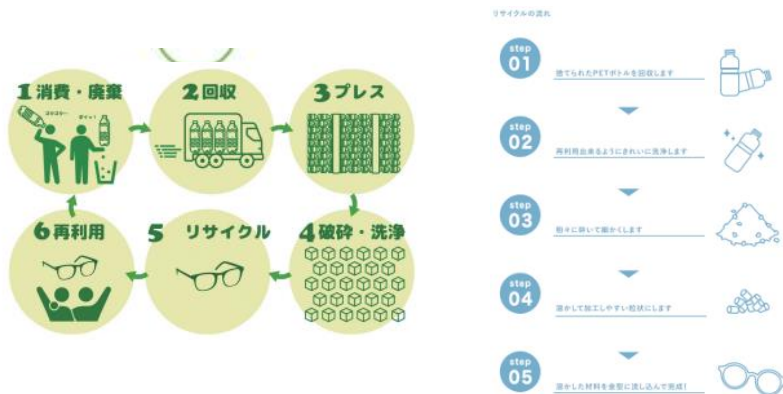 1 消費・廃棄
2 回収
3 プレス
4 破砕・洗浄
5 リサイクル
6 再利用
リサイクルの流れ
step
01
捨てられたPETボトルを回収します
step
02
再利用出来るようにきれいに洗浄します
step
03
粉々に砕いて細かくします
step
04
溶かして加工しやすい粒状にします
step
05
溶かした材料を金型に流し込んで完成!